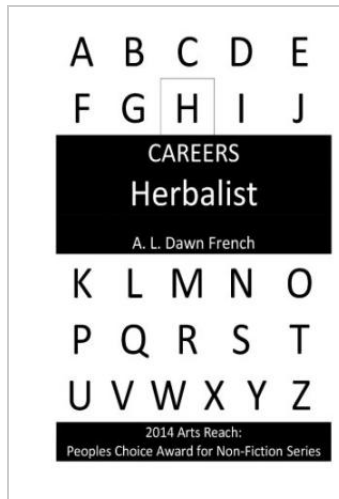 A B C D E
F G H I J
CAREERS
Herbalist
A. L. Dawn French
K L M N O
P Q R S T
U V W X Y Z
2014 Arts Reach:
Peoples Choice Award for Non-Fiction Series